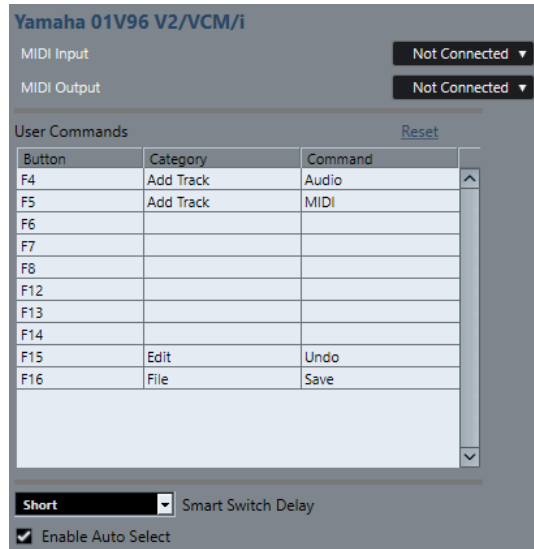 Yamaha 01V96 V2/VCM/i
MIDI Input Not Connected
MIDI Output Not Connected
User Commands Reset
Button Category Command
F4 Add Track Audio
F5 Add Track MIDI
F6
F7
F8
F12
F13
F14
F15 Edit Undo
F16 File Save
Short Smart Switch Delay
Enable Auto Select